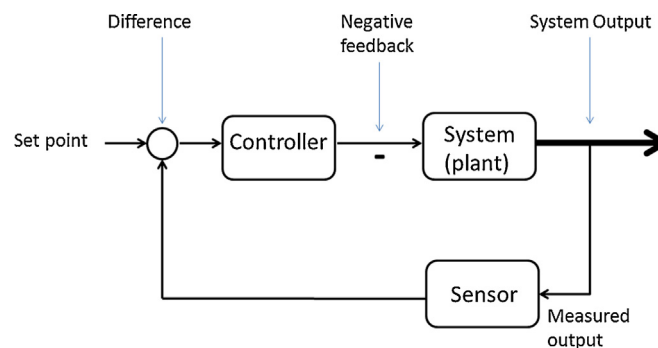 Difference
Negative
feedback
System Output
Set point
Controller
-
System
(plant)
Sensor
Measured
output